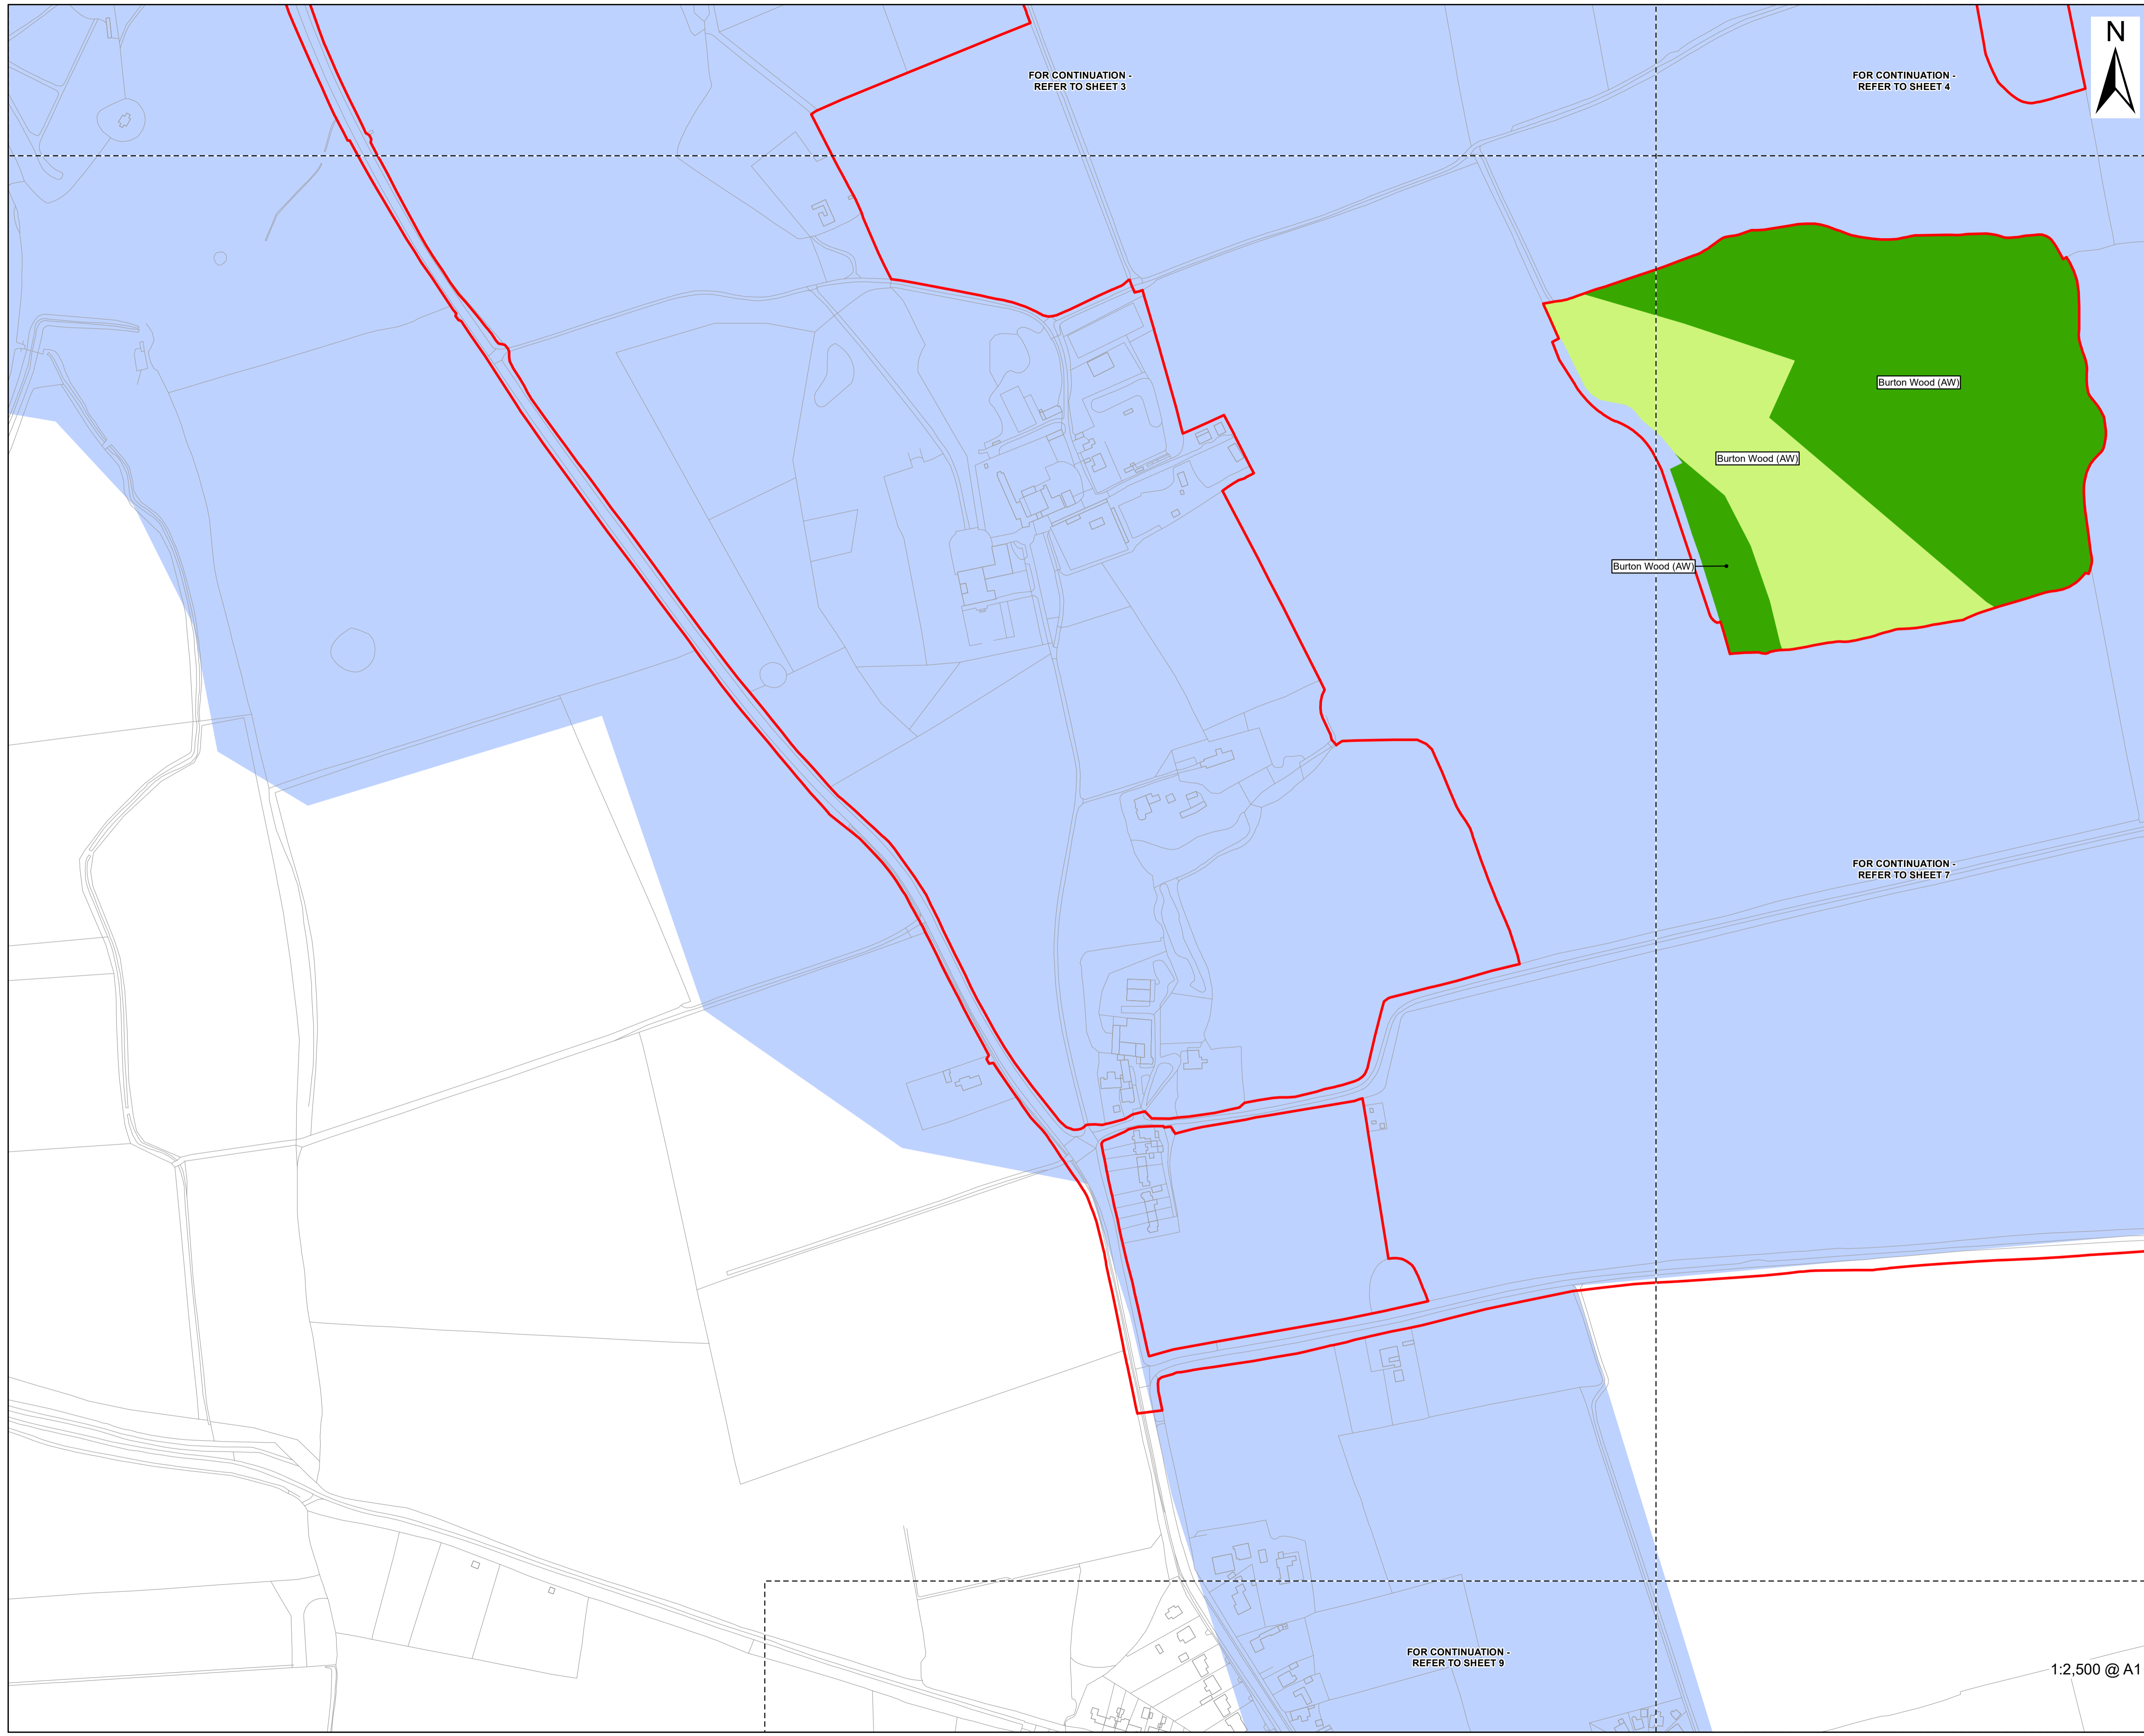 N
FOR CONTINUATION -
REFER TO SHEET 3
FOR CONTINUATION -
REFER TO SHEET 4
Burton Wood (AW)
Burton Wood (AW)
Burton Wood (AW)
FOR CONTINUATION -
REFER TO SHEET 7
FOR CONTINUATION -
REFER TO SHEET 9
1:2,500 @ A1